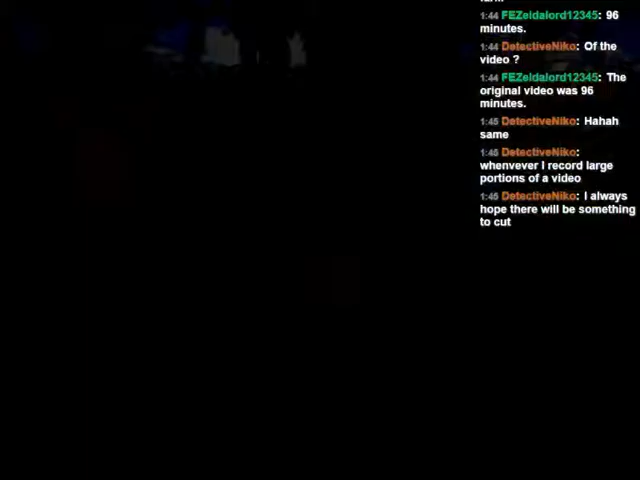 1:44 FEZeldalord12345: 96
minutes.
1:44 DetectiveNiko: Of the
video ?
1:44 FEZeldalord12345: The
original video was 96
minutes.
1:45 DetectiveNiko: Hahah
same
1:45 DetectiveNiko:
whenvever I record large
portions of a video
1:45 DetectiveNiko: I always
hope there will be something
to cut